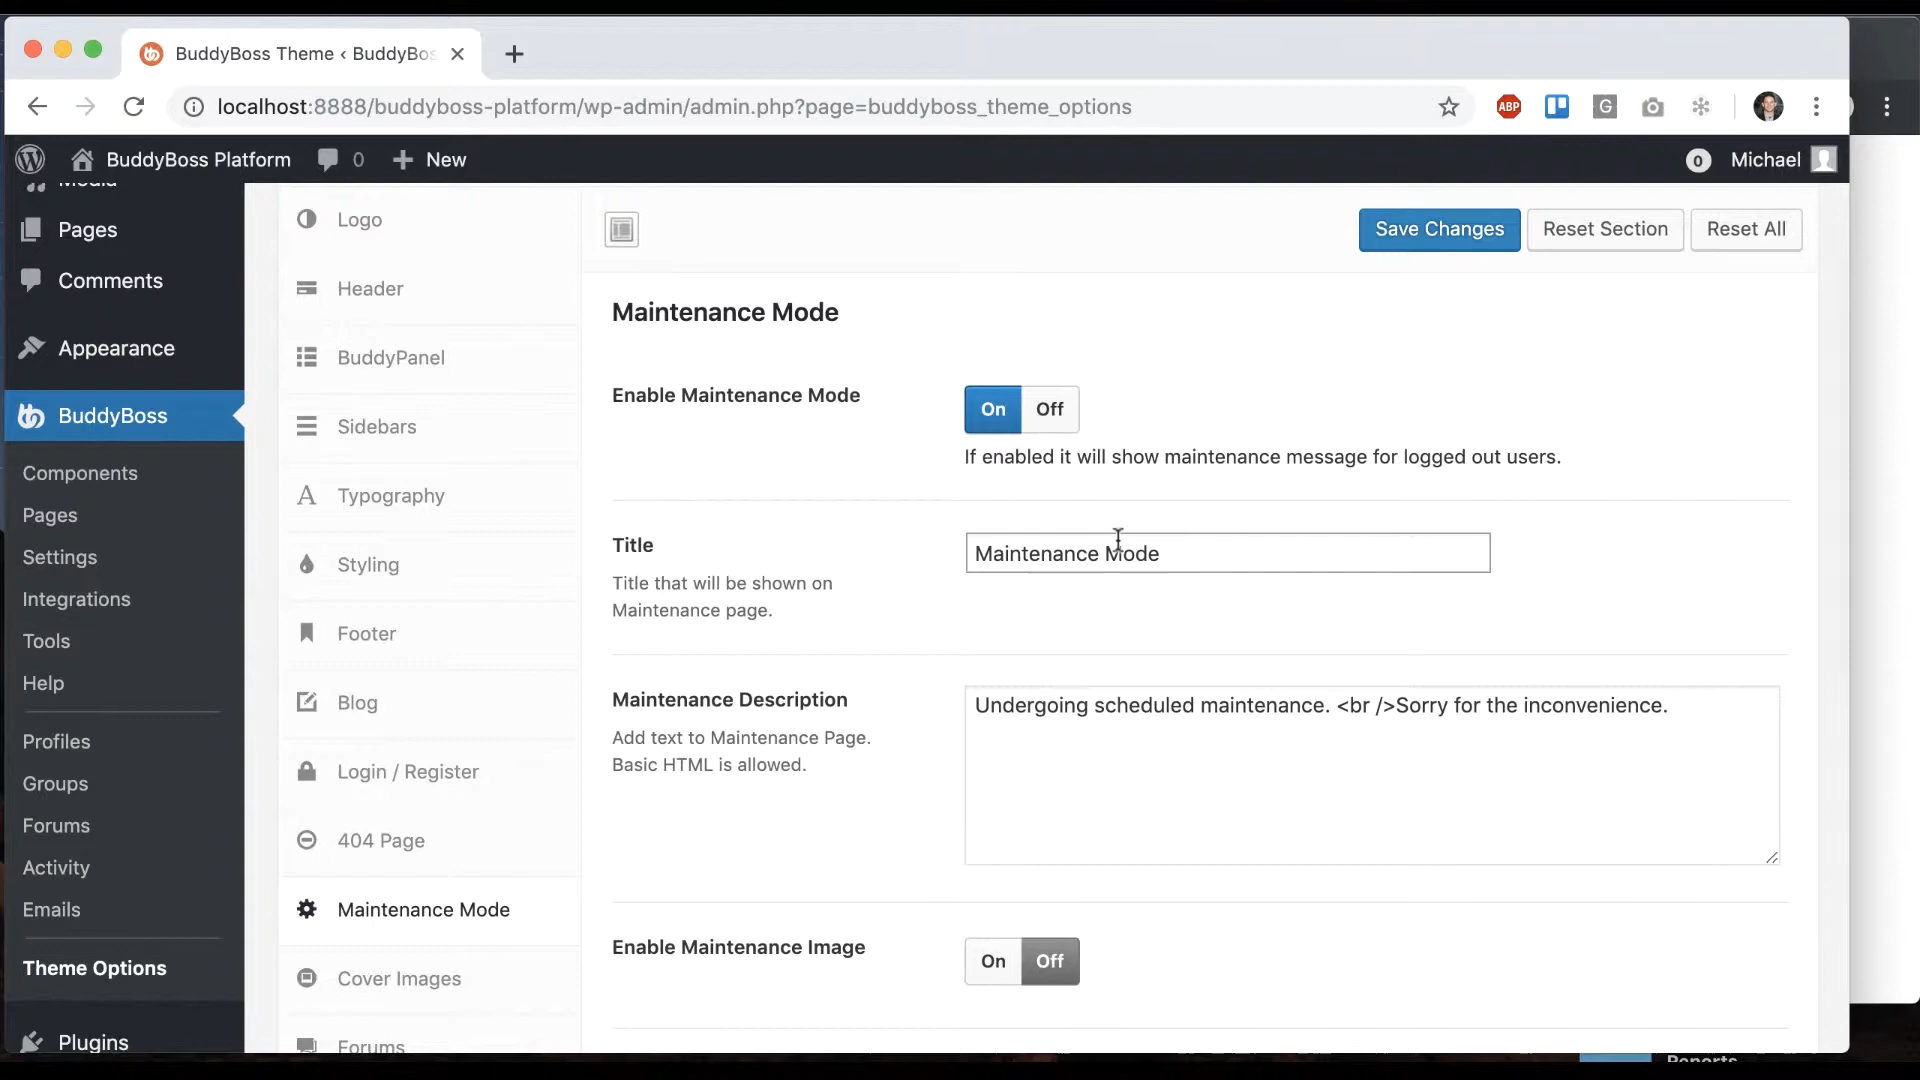 BuddyBoss Theme ‹ BuddyBos
localhost:8888/buddyboss-platform/wp-admin/admin.php?page=buddyboss_theme_options
ABP
G
BuddyBoss Platform
0
New
0
Michael
Media
Pages
Comments
Appearance
BuddyBoss
Components
Pages
Settings
Integrations
Tools
Help
Profiles
Groups
Forums
Activity
Emails
Theme Options
Plugins
Logo
Header
BuddyPanel
Sidebars
Typography
Styling
Footer
Blog
Login / Register
404 Page
Maintenance Mode
Cover Images
Forums
Save Changes
Reset Section
Reset All
Maintenance Mode
Enable Maintenance Mode
On
Off
If enabled it will show maintenance message for logged out users.
Title
Title that will be shown on
Maintenance page.
Maintenance Mode
Maintenance Description
Add text to Maintenance Page.
Basic HTML is allowed.
Undergoing scheduled maintenance. <br />Sorry for the inconvenience.
Enable Maintenance Image
On
Off
Reports